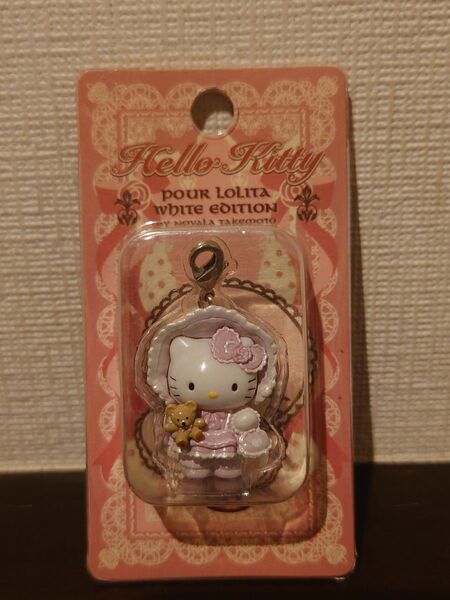 Hello Kitty
POUR LOLITA
WHITE EDITION
BY NOVALA TAKEMOTO